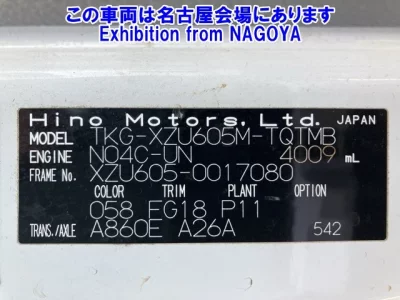 この車両は名古屋会場にあります
Exhibition from NAGOYA
Hino Motors, Ltd. JAPAN
MODEL TKG-XZU605M-TQTMB
ENGINE N04C-UN 4009 mL
FRAME No. XZU605-0017080
COLOR TRIM PLANT OPTION
058 FG18 P11
TRANS./AXLE A860E A26A 542